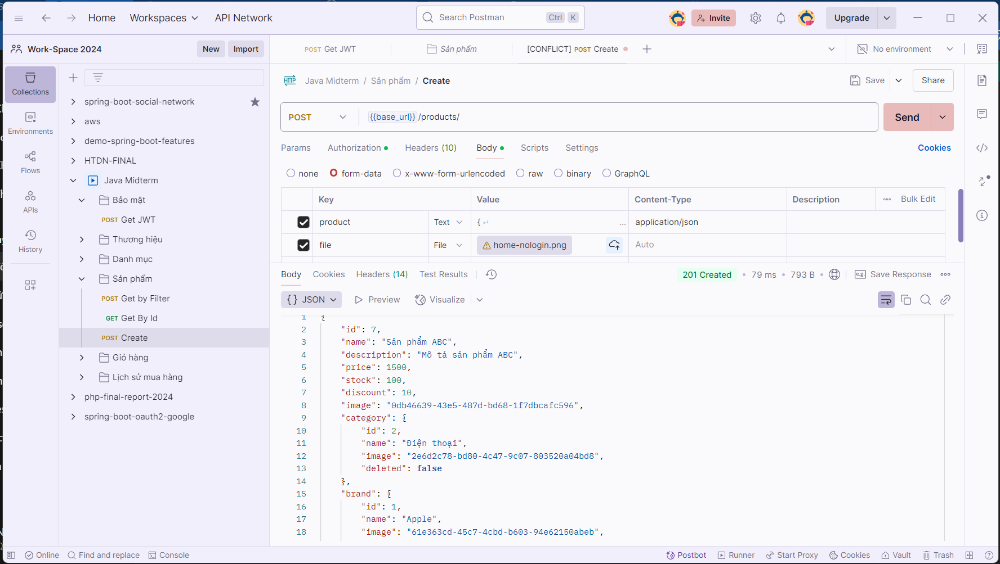 Home Workspaces API Network Search Postman Ctrl K Invite Upgrade
Work-Space 2024 New Import POST Get JWT Sản phẩm [CONFLICT] POST Create No environment
Collections
Environments
Flows
APIs
History
spring-boot-social-network
aws
demo-spring-boot-features
HTDN-FINAL
Java Midterm
Bảo mật
POST Get JWT
Thương hiệu
Danh mục
Sản phẩm
POST Get by Filter
GET Get By Id
POST Create
Giỏ hàng
Lịch sử mua hàng
php-final-report-2024
spring-boot-oauth2-google
HTTP Java Midterm / Sản phẩm / Create Save Share
POST {{base_url}}/products/ Send
Params Authorization Headers (10) Body Scripts Settings Cookies
none form-data x-www-form-urlencoded raw binary GraphQL
Key Value Content-Type Description Bulk Edit
product Text { ↵ ... application/json
file File home-nologin.png Auto
Body Cookies Headers (14) Test Results 201 Created • 79 ms • 793 B • e.g. Save Response
{} JSON Preview Visualize
1 {
2 "id": 7,
3 "name": "Sản phẩm ABC",
4 "description": "Mô tả sản phẩm ABC",
5 "price": 1500,
6 "stock": 100,
7 "discount": 10,
8 "image": "0db46639-43e5-487d-bd68-1f7dbcafc596",
9 "category": {
10 "id": 2,
11 "name": "Điện thoại",
12 "image": "2e6d2c78-bd80-4c47-9c07-803520a04bd8",
13 "deleted": false
14 },
15 "brand": {
16 "id": 1,
17 "name": "Apple",
18 "image": "61e363cd-45c7-4cbd-b603-94e62150abeb",
Online Find and replace Console Postbot Runner Start Proxy Cookies Vault Trash